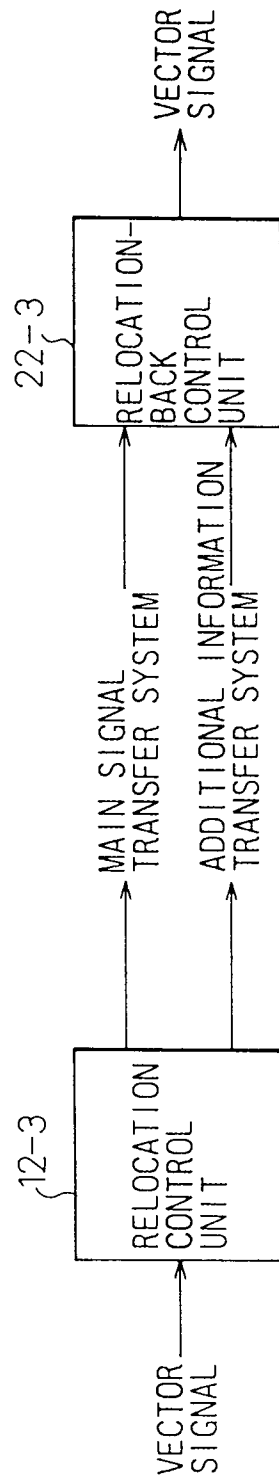 VECTOR
SIGNAL
12-3
RELOCATION
CONTROL
UNIT
MAIN SIGNAL
TRANSFER SYSTEM
ADDITIONAL INFORMATION
TRANSFER SYSTEM
22-3
RELOCATION-
BACK
CONTROL
UNIT
VECTOR
SIGNAL